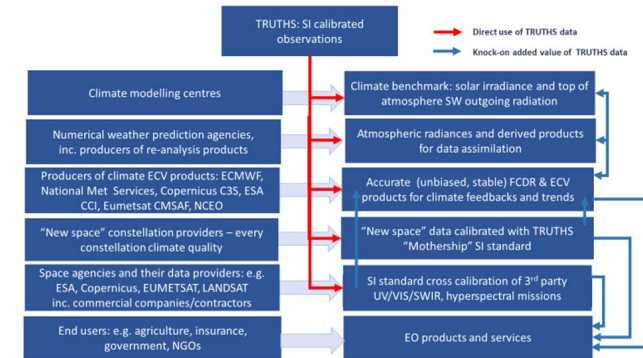 TRUTHS: SI calibrated
observations
Direct use of TRUTHS data
Knock-on added value of TRUTHS data
Climate modelling centres
Climate benchmark: solar irradiance and top of
atmosphere SW outgoing radiation
Numerical weather prediction agencies,
inc. producers of re-analysis products
Atmospheric radiances and derived products
for data assimilation
Producers of climate ECV products: ECMWF,
National Met Services, Copernicus C3S, ESA
CCI, Eumetsat CMSAF, NCEO
Accurate (unbiased, stable) FCDR & ECV
products for climate feedbacks and trends
“New space” constellation providers – every
constellation climate quality
“New space” data calibrated with TRUTHS
“Mothership” SI standard
Space agencies and their data providers: e.g.
ESA, Copernicus, EUMETSAT, LANDSAT
inc. commercial companies/contractors
SI standard cross calibration of 3rd party
UV/VIS/SWIR, hyperspectral missions
End users: e.g. agriculture, insurance,
government, NGOs
EO products and services